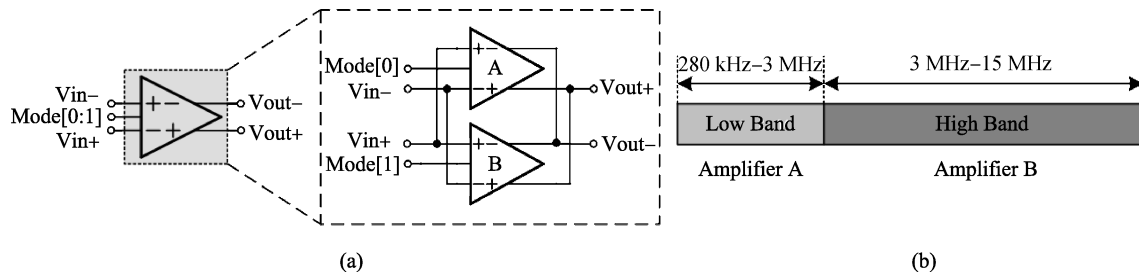 Vin−
Mode[0:1]
Vin+
+ −
− +
Vout−
Vout+
Mode[0]
Vin−
Vin+
Mode[1]
+ −
A
− +
+ −
B
− +
Vout+
Vout−
(a)
280 kHz–3 MHz
3 MHz–15 MHz
Low Band
High Band
Amplifier A
Amplifier B
(b)